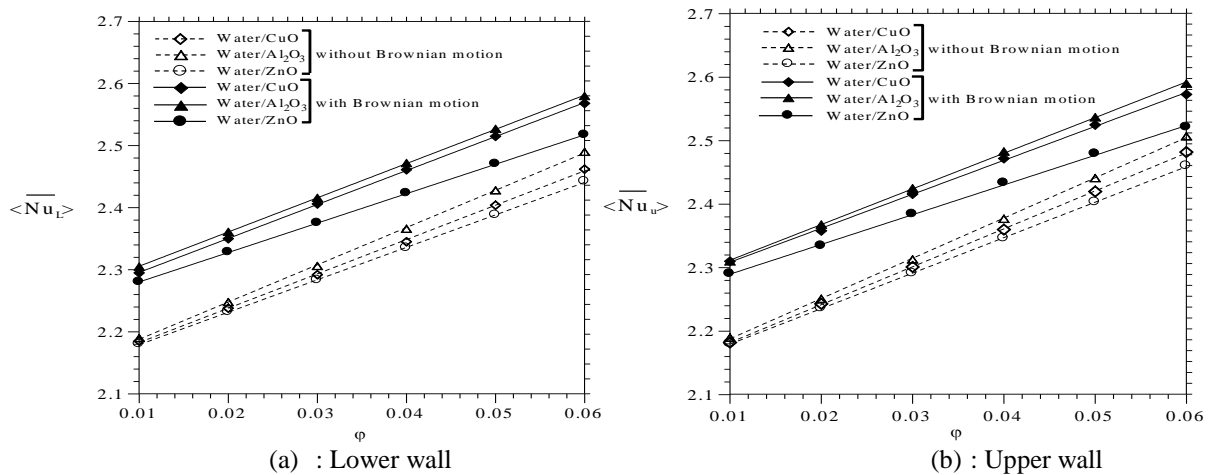 2.7
2.6
2.5
2.4
2.3
2.2
2.1
<Nu_L>
Water/CuO
Water/Al₂O₃ without Brownian motion
Water/ZnO
Water/CuO
Water/Al₂O₃ with Brownian motion
Water/ZnO
0.01 0.02 0.03 0.04 0.05 0.06
φ
(a) : Lower wall
2.7
2.6
2.5
2.4
2.3
2.2
2.1
<Nu_u>
Water/CuO
Water/Al₂O₃ without Brownian motion
Water/ZnO
Water/CuO
Water/Al₂O₃ with Brownian motion
Water/ZnO
0.01 0.02 0.03 0.04 0.05 0.06
φ
(b) : Upper wall